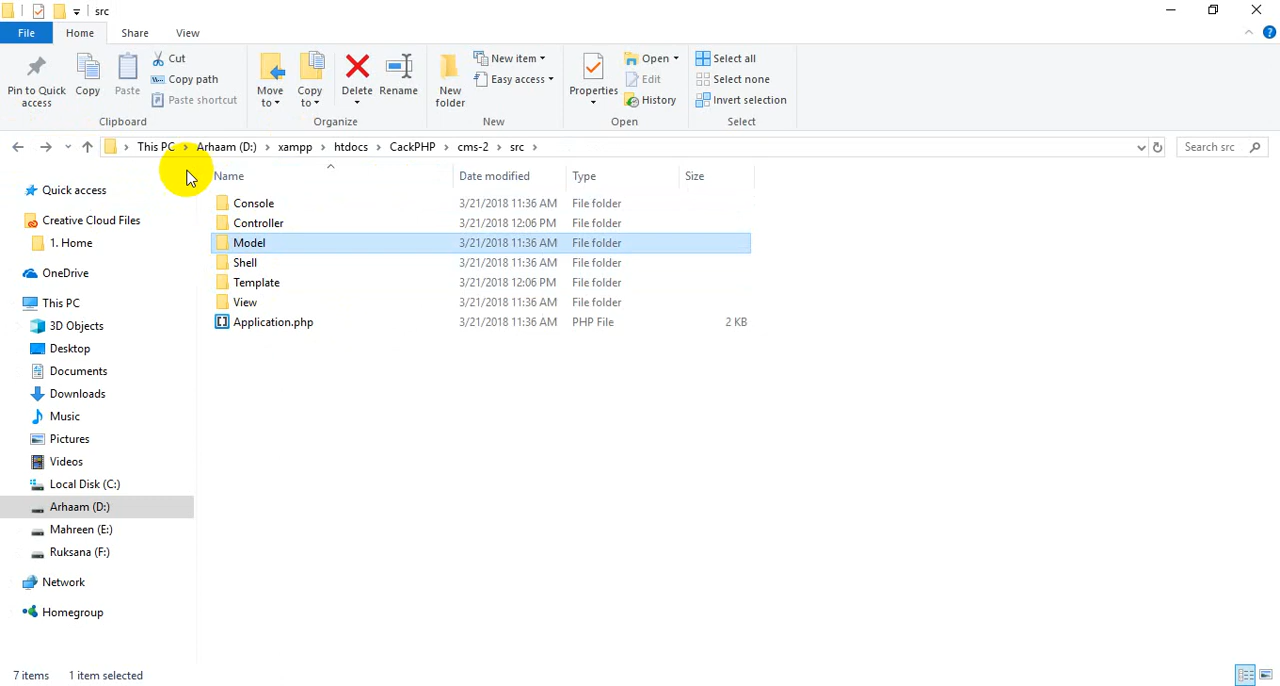 src
File Home Share View
Pin to Quick access
Copy
Paste
Cut
Copy path
Paste shortcut
Clipboard
Move to
Copy to
Delete
Rename
Organize
New folder
New item
Easy access
New
Properties
Open
Edit
History
Open
Select all
Select none
Invert selection
Select
This PC > Arhaam (D:) > xampp > htdocs > CackPHP > cms-2 > src >
Search src
Quick access
Creative Cloud Files
1. Home
OneDrive
This PC
3D Objects
Desktop
Documents
Downloads
Music
Pictures
Videos
Local Disk (C:)
Arhaam (D:)
Mahreen (E:)
Ruksana (F:)
Network
Homegroup
Name Date modified Type Size
Console 3/21/2018 11:36 AM File folder
Controller 3/21/2018 12:06 PM File folder
Model 3/21/2018 11:36 AM File folder
Shell 3/21/2018 11:36 AM File folder
Template 3/21/2018 12:06 PM File folder
View 3/21/2018 11:36 AM File folder
Application.php 3/21/2018 11:36 AM PHP File 2 KB
7 items 1 item selected